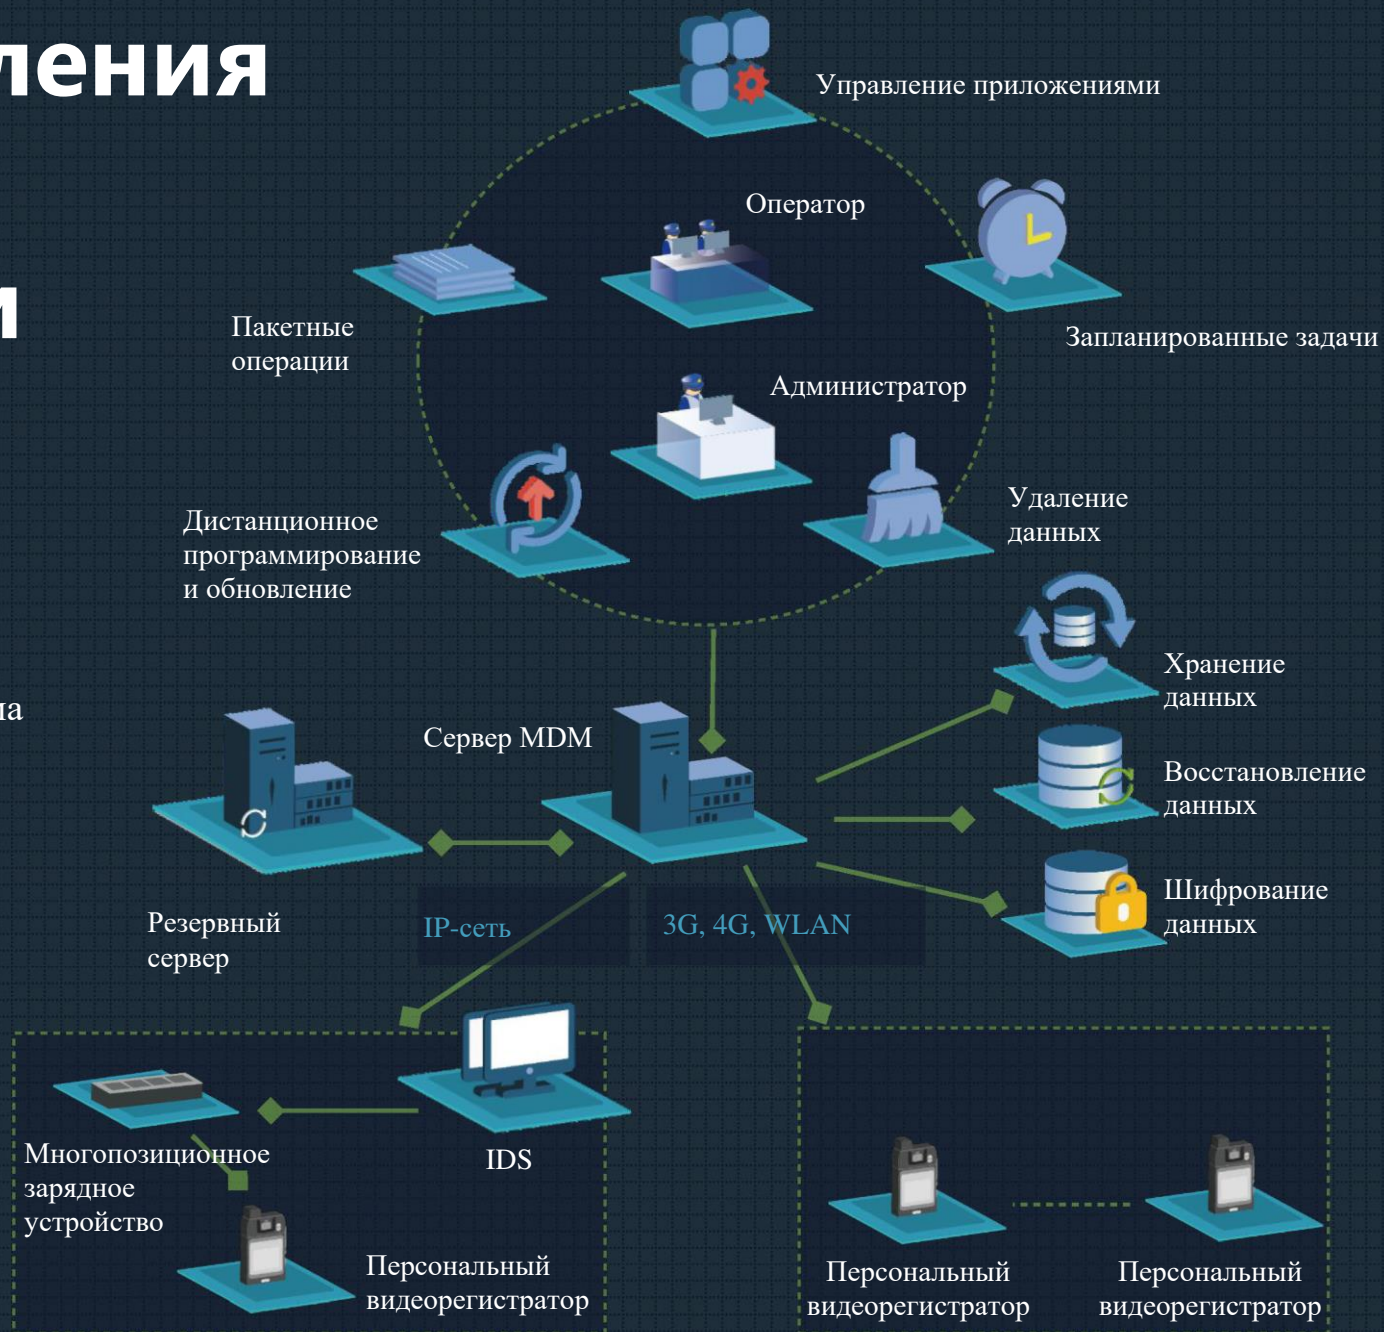 Управление приложениями
Оператор
Пакетные
операции
Запланированные задачи
Администратор
Удаление
данных
Дистанционное
программирование
и обновление
Хранение
данных
Сервер MDM
Восстановление
данных
Шифрование
данных
Резервный
сервер
IP-сеть
3G, 4G, WLAN
Многопозиционное
зарядное
устройство
IDS
Персональный
видеорегистратор
Персональный
видеорегистратор
Персональный
видеорегистратор